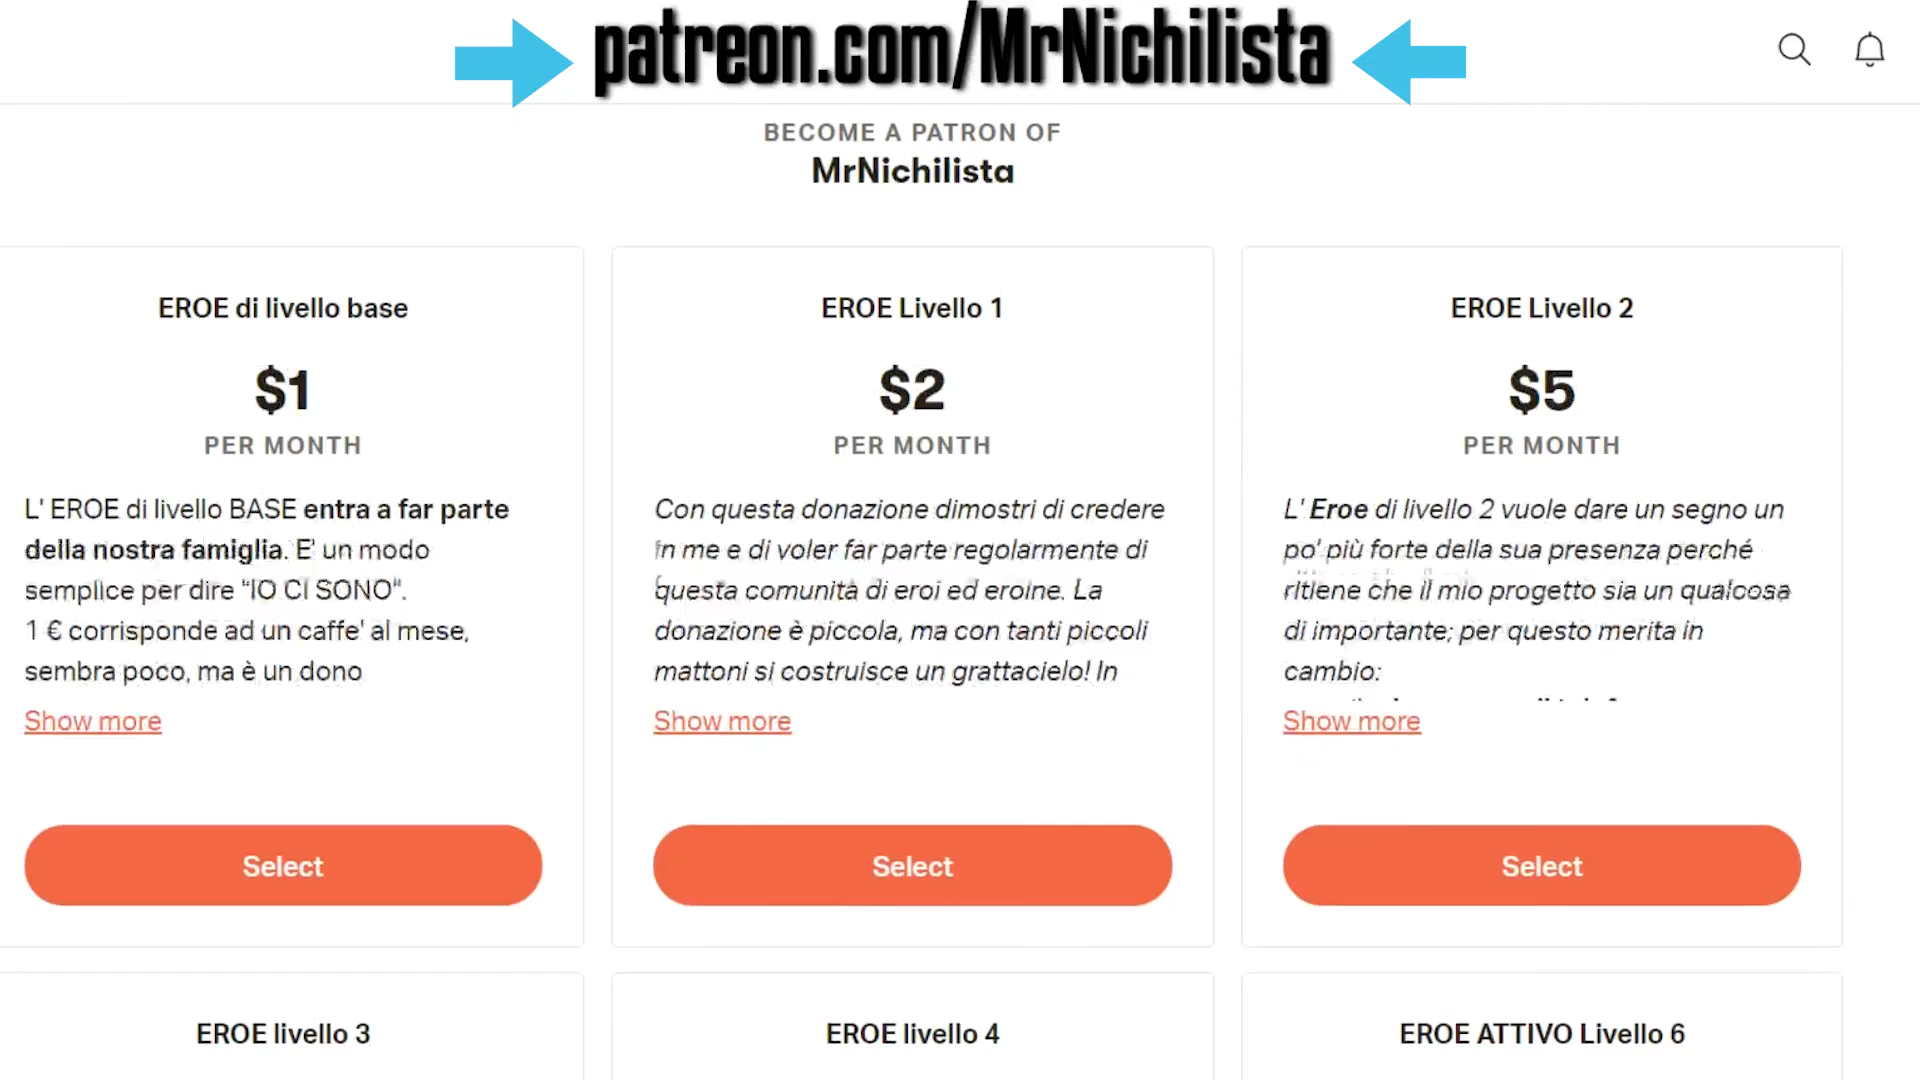 patreon.com/MrNichilista
BECOME A PATRON OF
MrNichilista
EROE di livello base
$1
PER MONTH
L' EROE di livello BASE entra a far parte
della nostra famiglia. E' un modo
semplice per dire “IO CI SONO".
1 € corrisponde ad un caffe' al mese,
sembra poco, ma è un dono
Show more
Select
EROE Livello 1
$2
PER MONTH
Con questa donazione dimostri di credere
in me e di voler far parte regolarmente di
questa comunità di eroi ed eroine. La
donazione è piccola, ma con tanti piccoli
mattoni si costruisce un grattacielo! In
Show more
Select
EROE Livello 2
$5
PER MONTH
L' Eroe di livello 2 vuole dare un segno un
po' più forte della sua presenza perché
ritiene che il mio progetto sia un qualcosa
di importante; per questo merita in
cambio:
Show more
Select
EROE livello 3
EROE livello 4
EROE ATTIVO Livello 6